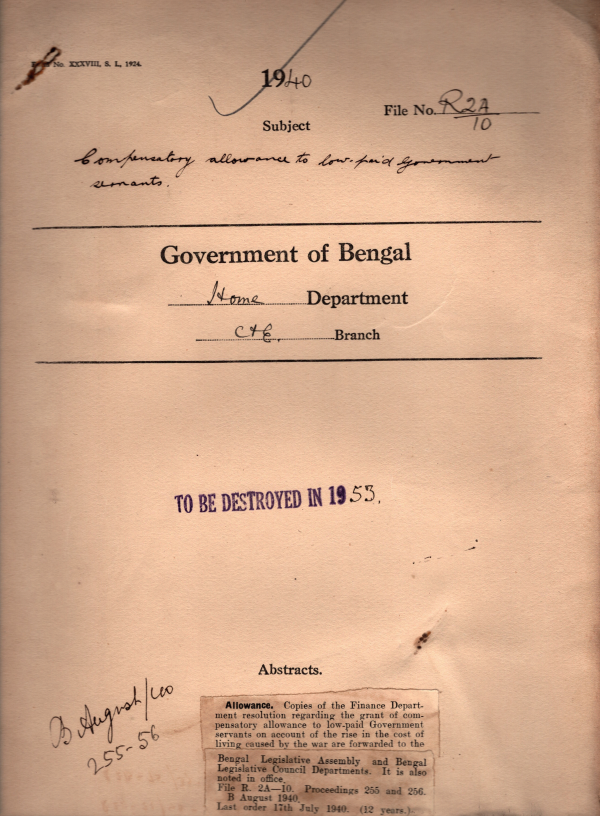 No. XXXVIII, S. L, 1924.
1940
File No. R2A
10
Subject
Compensatory allowance to low-paid Government
servants.
Government of Bengal
Home Department
C & E. Branch
TO BE DESTROYED IN 1953.
Abstracts.
B August/40
255-56
Allowance. Copies of the Finance Depart-
ment resolution regarding the grant of com-
pensatory allowance to low-paid Government
servants on account of the rise in the cost of
living caused by the war are forwarded to the
Bengal Legislative Assembly and Bengal
Legislative Council Departments. It is also
noted in office.
File R. 2A—10. Proceedings 255 and 256.
B August 1940.
Last order 17th July 1940. (12 years.).